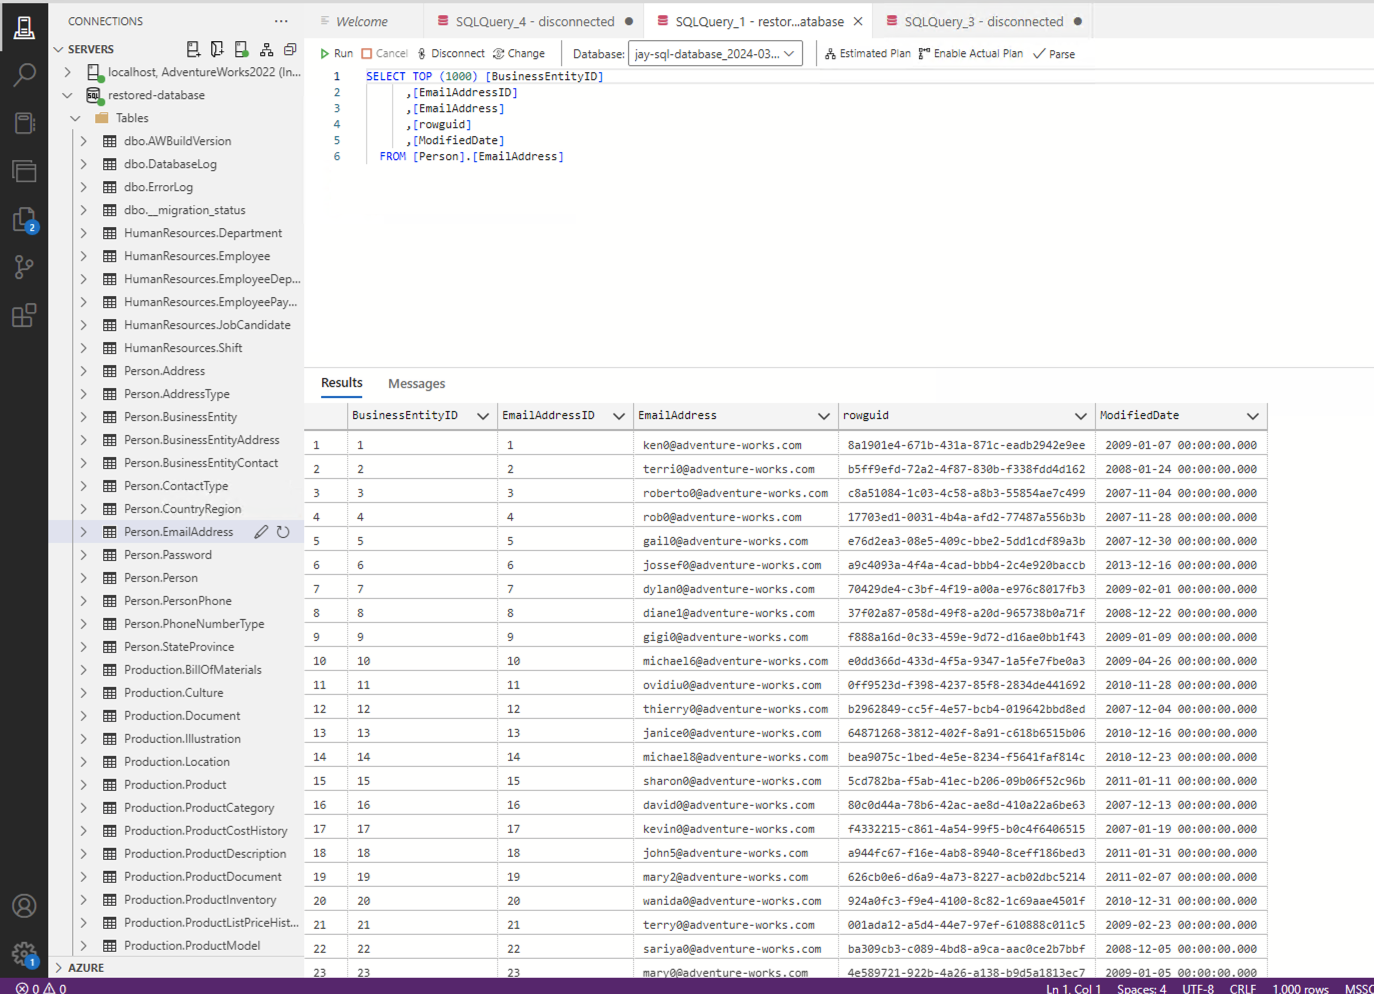 CONNECTIONS ...
SERVERS
localhost, AdventureWorks2022 (In...
restored-database
Tables
dbo.AWBuildVersion
dbo.DatabaseLog
dbo.ErrorLog
dbo.__migration_status
HumanResources.Department
HumanResources.Employee
HumanResources.EmployeeDep...
HumanResources.EmployeePay...
HumanResources.JobCandidate
HumanResources.Shift
Person.Address
Person.AddressType
Person.BusinessEntity
Person.BusinessEntityAddress
Person.BusinessEntityContact
Person.ContactType
Person.CountryRegion
Person.EmailAddress
Person.Password
Person.Person
Person.PersonPhone
Person.PhoneNumberType
Person.StateProvince
Production.BillOfMaterials
Production.Culture
Production.Document
Production.Illustration
Production.Location
Production.Product
Production.ProductCategory
Production.ProductCostHistory
Production.ProductDescription
Production.ProductDocument
Production.ProductInventory
Production.ProductListPriceHist...
Production.ProductModel
AZURE
2
1
Welcome SQLQuery_4 - disconnected SQLQuery_1 - restor...atabase SQLQuery_3 - disconnected
Run Cancel Disconnect Change Database: jay-sql-database_2024-03... Estimated Plan Enable Actual Plan Parse
1 SELECT TOP (1000) [BusinessEntityID]
2 ,[EmailAddressID]
3 ,[EmailAddress]
4 ,[rowguid]
5 ,[ModifiedDate]
6 FROM [Person].[EmailAddress]
Results Messages
BusinessEntityID EmailAddressID EmailAddress rowguid ModifiedDate
1 1 1 ken0@adventure-works.com 8a1901e4-671b-431a-871c-eadb2942e9ee 2009-01-07 00:00:00.000
2 2 2 terri0@adventure-works.com b5ff9efd-72a2-4f87-830b-f338fdd4d162 2008-01-24 00:00:00.000
3 3 3 roberto0@adventure-works.com c8a51084-1c03-4c58-a8b3-55854ae7c499 2007-11-04 00:00:00.000
4 4 4 rob0@adventure-works.com 17703ed1-0031-4b4a-afd2-77487a556b3b 2007-11-28 00:00:00.000
5 5 5 gail0@adventure-works.com e76d2ea3-08e5-409c-bbe2-5dd1cdf89a3b 2007-12-30 00:00:00.000
6 6 6 jossef0@adventure-works.com a9c4093a-4f4a-4cad-bbb4-2c4e920baccb 2013-12-16 00:00:00.000
7 7 7 dylan0@adventure-works.com 70429de4-c3bf-4f19-a00a-e976c8017fb3 2009-02-01 00:00:00.000
8 8 8 diane1@adventure-works.com 37f02a87-058d-49f8-a20d-965738b0a71f 2008-12-22 00:00:00.000
9 9 9 gigi0@adventure-works.com f888a16d-0c33-459e-9d72-d16ae0bb1f43 2009-01-09 00:00:00.000
10 10 10 michael6@adventure-works.com e0dd366d-433d-4f5a-9347-1a5fe7fbe0a3 2009-04-26 00:00:00.000
11 11 11 ovidiu0@adventure-works.com 0ff9523d-f398-4237-85f8-2834de441692 2010-11-28 00:00:00.000
12 12 12 thierry0@adventure-works.com b2962849-cc5f-4e57-bcb4-019642bbd8ed 2007-12-04 00:00:00.000
13 13 13 janice0@adventure-works.com 64871268-3812-402f-8a91-c618b6515b06 2010-12-16 00:00:00.000
14 14 14 michael8@adventure-works.com bea9075c-1bed-4e5e-8234-f5641faf814c 2010-12-23 00:00:00.000
15 15 15 sharon0@adventure-works.com 5cd782ba-f5ab-41ec-b206-09b06f52c96b 2011-01-11 00:00:00.000
16 16 16 david0@adventure-works.com 80c0d44a-78b6-42ac-ae8d-410a22a6be63 2007-12-13 00:00:00.000
17 17 17 kevin0@adventure-works.com f4332215-c861-4a54-99f5-b0c4f6406515 2007-01-19 00:00:00.000
18 18 18 john5@adventure-works.com a944fc67-f16e-4ab8-8940-8ceff186bed3 2011-01-31 00:00:00.000
19 19 19 mary2@adventure-works.com 626cb0e6-d6a9-4a73-8227-acb02dbc5214 2011-02-07 00:00:00.000
20 20 20 wanida0@adventure-works.com 924a0fc3-f9e4-4100-8c82-1c69aae4501f 2010-12-31 00:00:00.000
21 21 21 terry0@adventure-works.com 001ada12-a5d4-44e7-97ef-610888c011c5 2009-02-23 00:00:00.000
22 22 22 sariya0@adventure-works.com ba309cb3-c089-4bd8-a9ca-aac0ce2b7bbf 2008-12-05 00:00:00.000
23 23 23 mary0@adventure-works.com 4e589721-922b-4a26-a138-b9d5a1813ec7 2009-01-05 00:00:00.000
0 0 Ln 1, Col 1 Spaces: 4 UTF-8 CRLF 1,000 rows MSSQ